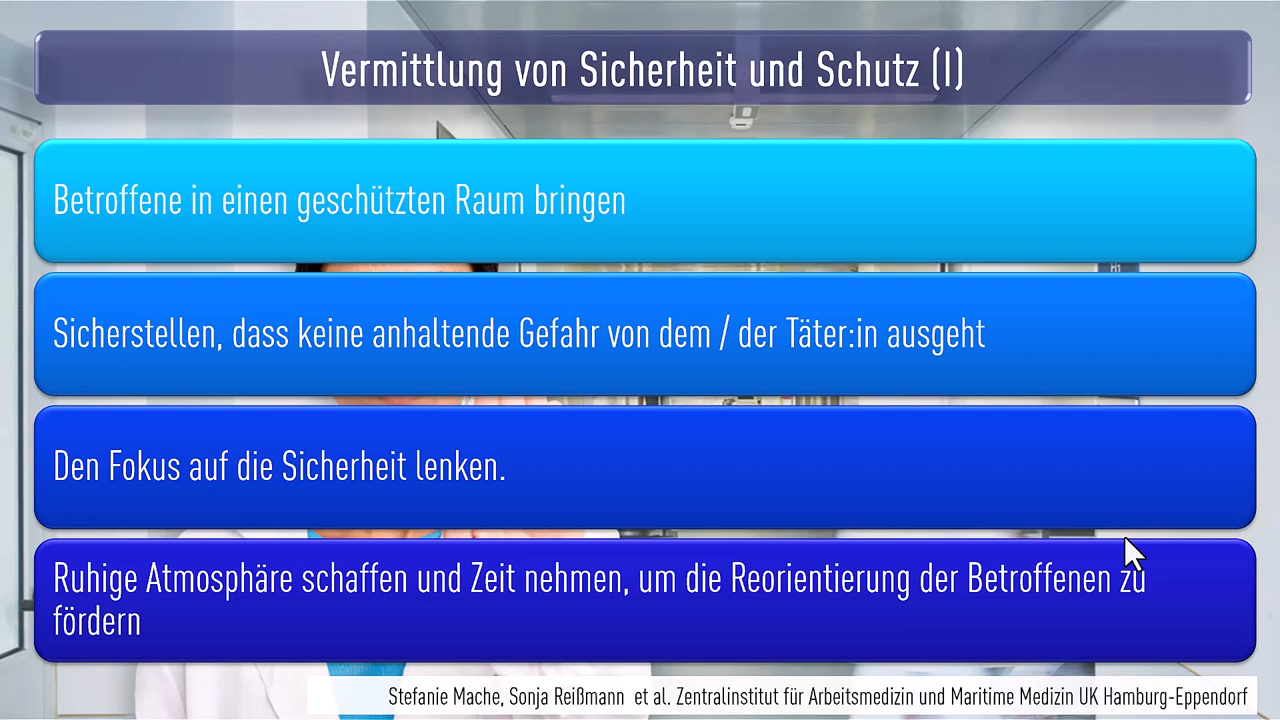 Vermittlung von Sicherheit und Schutz (I)
Betroffene in einen geschützten Raum bringen
Sicherstellen, dass keine anhaltende Gefahr von dem / der Täter:in ausgeht
Den Fokus auf die Sicherheit lenken.
Ruhige Atmosphäre schaffen und Zeit nehmen, um die Reorientierung der Betroffenen zu
fördern
Stefanie Mache, Sonja Reißmann et al. Zentralinstitut für Arbeitsmedizin und Maritime Medizin UK Hamburg-Eppendorf